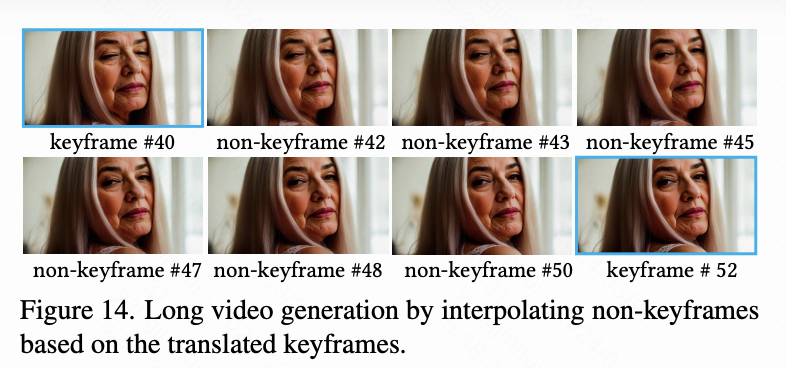 keyframe #40 non-keyframe #42 non-keyframe #43 non-keyframe #45
non-keyframe #47 non-keyframe #48 non-keyframe #50 keyframe # 52
Figure 14. Long video generation by interpolating non-keyframes
based on the translated keyframes.